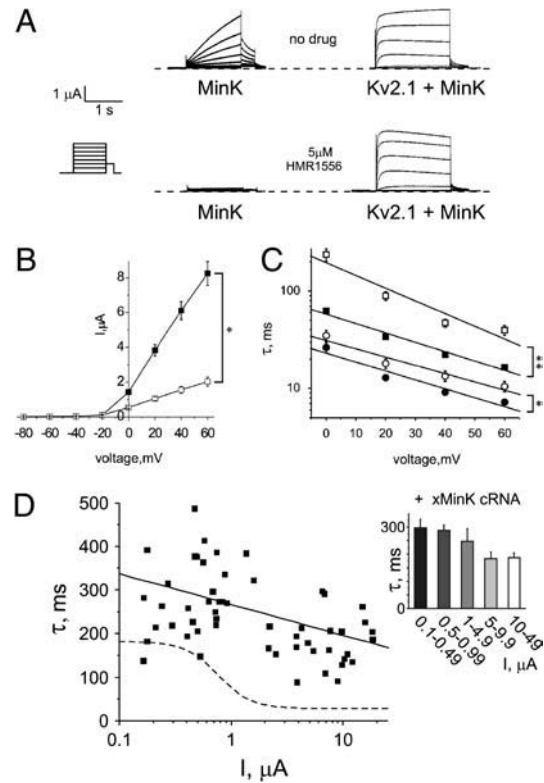 A
no drug
MinK
Kv2.1 + MinK
1 μA
1 s
5μM
HMR1556
MinK
Kv2.1 + MinK
B
I,μA
8
6
4
2
0
*
-80 -60 -40 -20 0 20 40 60
voltage,mV
C
τ, ms
100
10
*
*
*
0 20 40 60
voltage,mV
D
τ, ms
500
400
300
200
100
0
0.1 1 10
I, μA
+ xMinK cRNA
τ, ms
300
0
0.1-0.49
0.5-0.99
1-4.9
5-9.9
10-49
I, μA